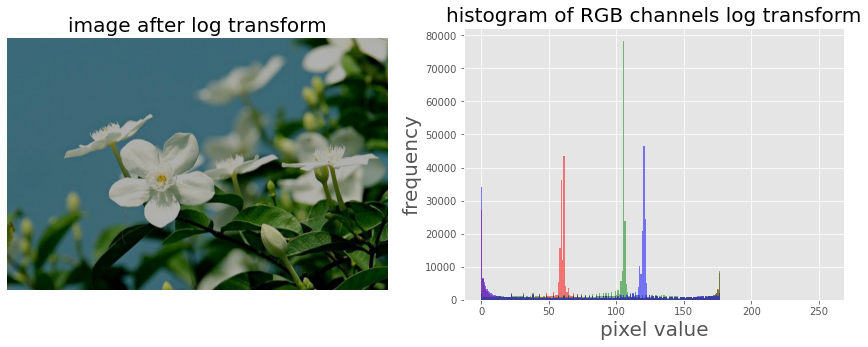 image after log transform
histogram of RGB channels log transform
80000
70000
60000
50000
40000
30000
20000
10000
0
frequency
0 50 100 150 200 250
pixel value